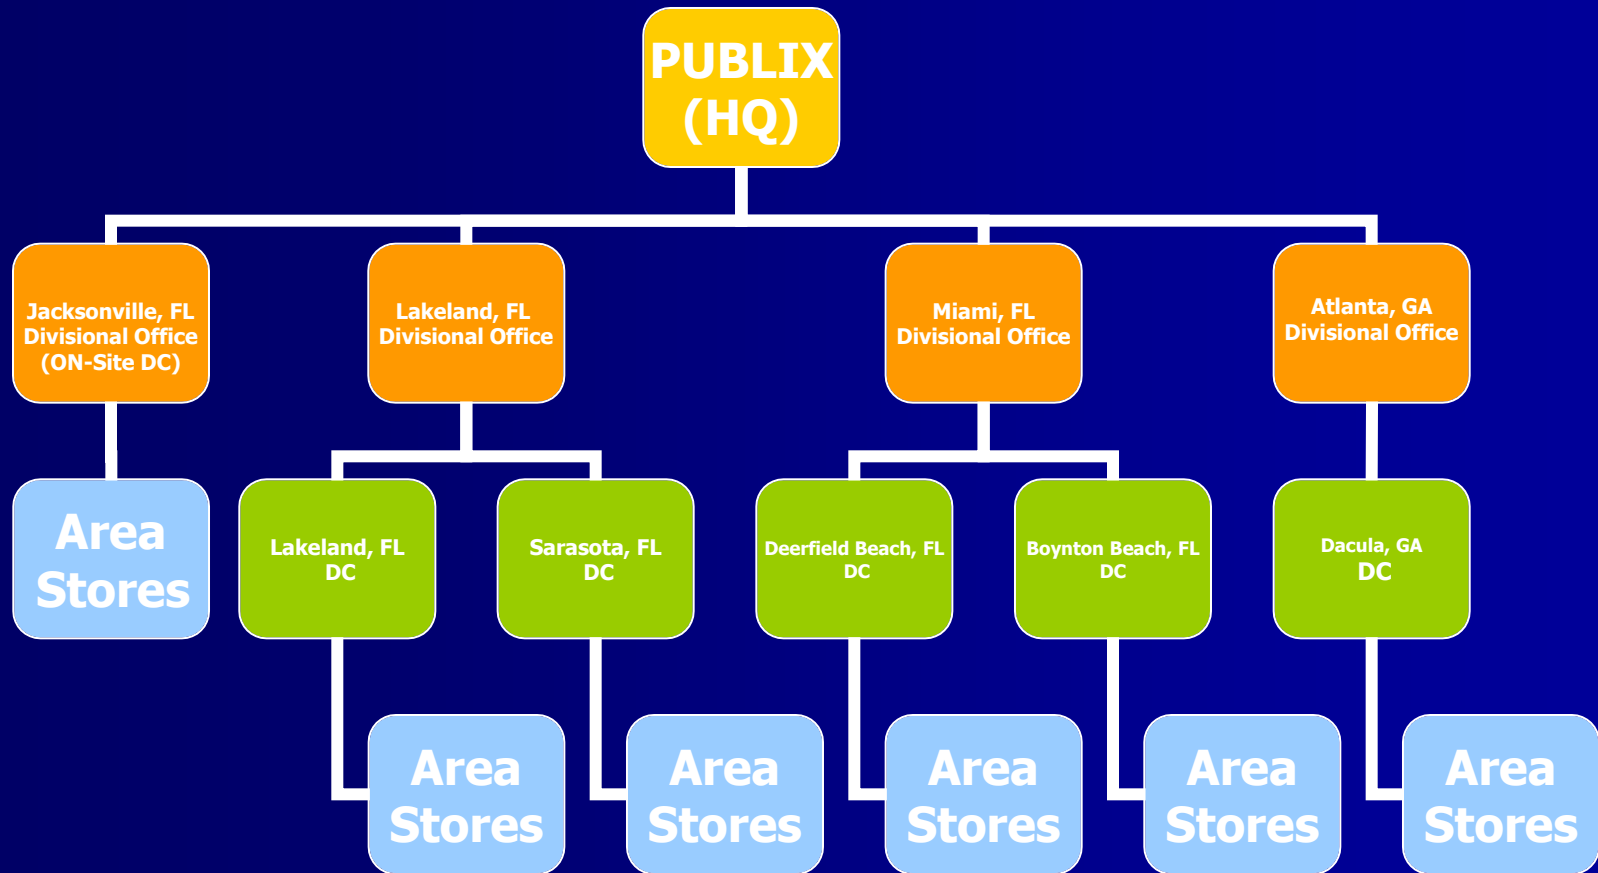 PUBLIX
(HQ)
Jacksonville, FL
Divisional Office
(ON-Site DC)
Lakeland, FL
Divisional Office
Miami, FL
Divisional Office
Atlanta, GA
Divisional Office
Area
Stores
Lakeland, FL
DC
Sarasota, FL
DC
Deerfield Beach, FL
DC
Boynton Beach, FL
DC
Dacula, GA
DC
Area
Stores
Area
Stores
Area
Stores
Area
Stores
Area
Stores